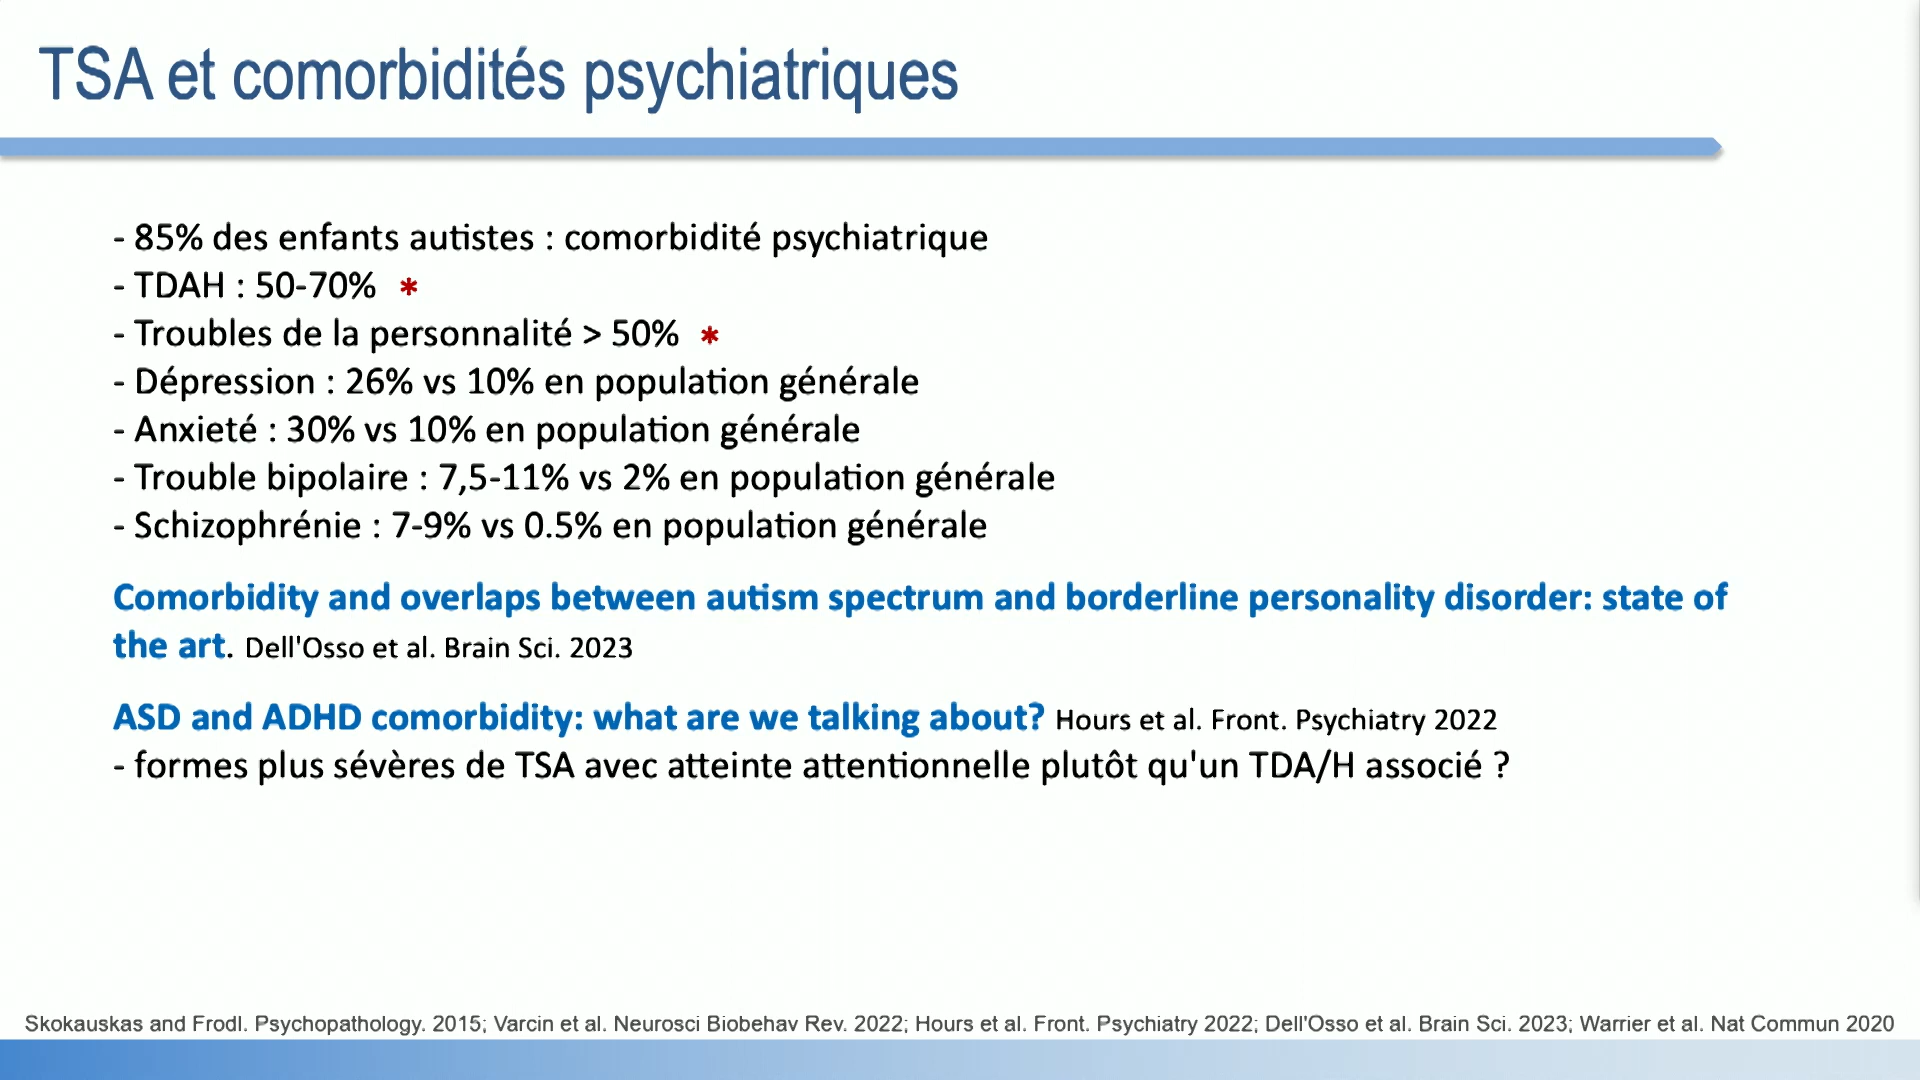 TSA et comorbidités psychiatriques
- 85% des enfants autistes : comorbidité psychiatrique
- TDAH : 50-70% *
- Troubles de la personnalité > 50% *
- Dépression : 26% vs 10% en population générale
- Anxieté : 30% vs 10% en population générale
- Trouble bipolaire : 7,5-11% vs 2% en population générale
- Schizophrénie : 7-9% vs 0.5% en population générale
Comorbidity and overlaps between autism spectrum and borderline personality disorder: state of
the art. Dell'Osso et al. Brain Sci. 2023
ASD and ADHD comorbidity: what are we talking about? Hours et al. Front. Psychiatry 2022
- formes plus sévères de TSA avec atteinte attentionnelle plutôt qu'un TDA/H associé ?
Skokauskas and Frodl. Psychopathology. 2015; Varcin et al. Neurosci Biobehav Rev. 2022; Hours et al. Front. Psychiatry 2022; Dell'Osso et al. Brain Sci. 2023; Warrier et al. Nat Commun 2020